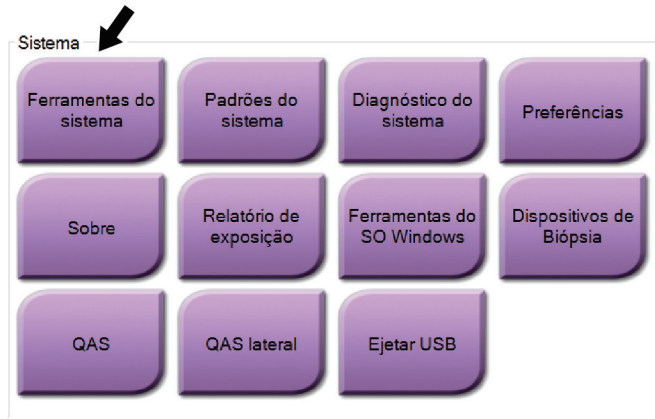 Sistema
Ferramentas do
sistema
Padrões do
sistema
Diagnóstico do
sistema
Preferências
Sobre
Relatório de
exposição
Ferramentas do
SO Windows
Dispositivos de
Biópsia
QAS
QAS lateral
Ejetar USB